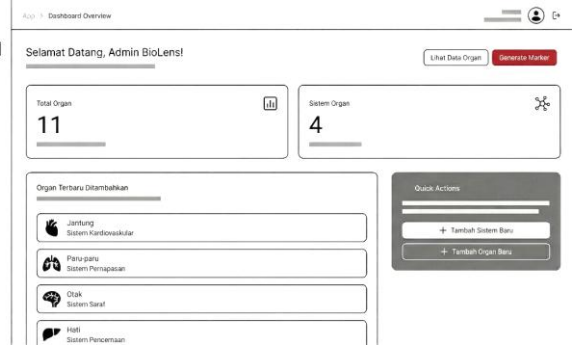 App > Dashboard Overview
Selamat Datang, Admin BioLens!
Lihat Data Organ
Generate Marker
Total Organ
11
Sistem Organ
4
Organ Terbaru Ditambahkan
Jantung
Sistem Kardiovaskular
Paru-paru
Sistem Pernapasan
Otak
Sistem Saraf
Hati
Sistem Pencernaan
Quick Actions
+ Tambah Sistem Baru
+ Tambah Organ Baru